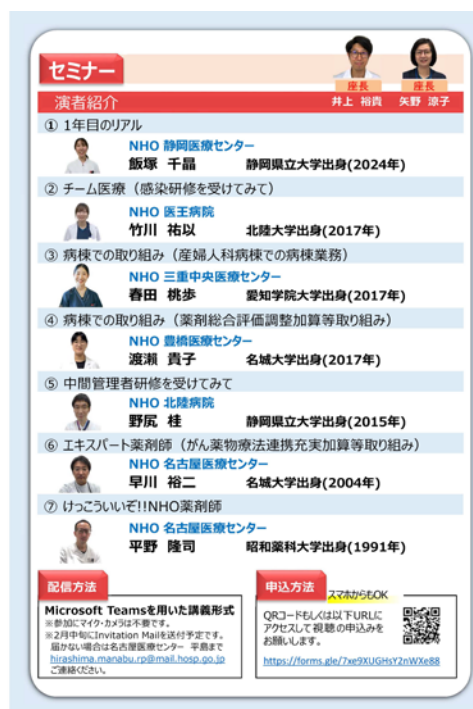 セミナー
座長 座長
演者紹介 井上 裕貴 矢野 涼子
① 1年目のリアル
NHO 静岡医療センター
飯塚 千晶 静岡県立大学出身(2024年)
② チーム医療（感染研修を受けてみて）
NHO 医王病院
竹川 祐以 北陸大学出身(2017年)
③ 病棟での取り組み（産婦人科病棟での病棟業務）
NHO 三重中央医療センター
春田 桃歩 愛知学院大学出身(2017年)
④ 病棟での取り組み（薬剤総合評価調整加算等取り組み）
NHO 豊橋医療センター
渡瀬 貴子 名城大学出身(2017年)
⑤ 中間管理者研修を受けてみて
NHO 北陸病院
野尻 桂 静岡県立大学出身(2015年)
⑥ エキスパート薬剤師（がん薬物療法連携充実加算等取り組み）
NHO 名古屋医療センター
早川 裕二 名城大学出身(2004年)
⑦ けっこういいぞ!!NHO薬剤師
NHO 名古屋医療センター
平野 隆司 昭和薬科大学出身(1991年)
配信方法
Microsoft Teamsを用いた講義形式
※参加にマイク・カメラは不要です。
※2月中旬にInvitation Mailを送付予定です。
届かない場合は名古屋医療センター 平島まで
hirashima.manabu.rp@mail.hosp.go.jp
ご連絡ください。
申込方法
スマホからもOK
QRコードもしくは以下URLに
アクセスして視聴の申込みを
お願いします。
https://forms.gle/7xe9XUGHsY2nWXe88